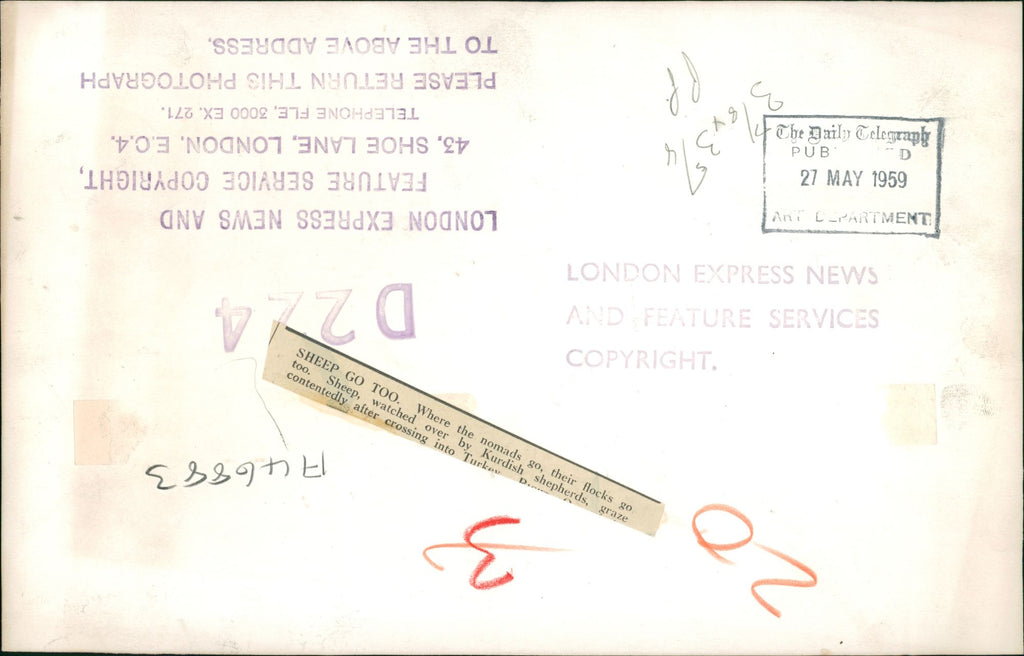 LONDON EXPRESS NEWS AND
FEATURE SERVICE COPYRIGHT,
43, SHOE LANE, LONDON. E.C.4.
TELEPHONE FLE, 3000 EX. 271.
PLEASE RETURN THIS PHOTOGRAPH
TO THE ABOVE ADDRESS.
The Daily Telegraph
27 MAY 1959
ART DEPARTMENT
LONDON EXPRESS NEWS
AND FEATURE SERVICES
COPYRIGHT.
D224
SHEEP GO TOO. Where the nomads go, their flocks go
too. Sheep, watched over by Kurdish shepherds, graze
contentedly after crossing into Turkey
A46883
3